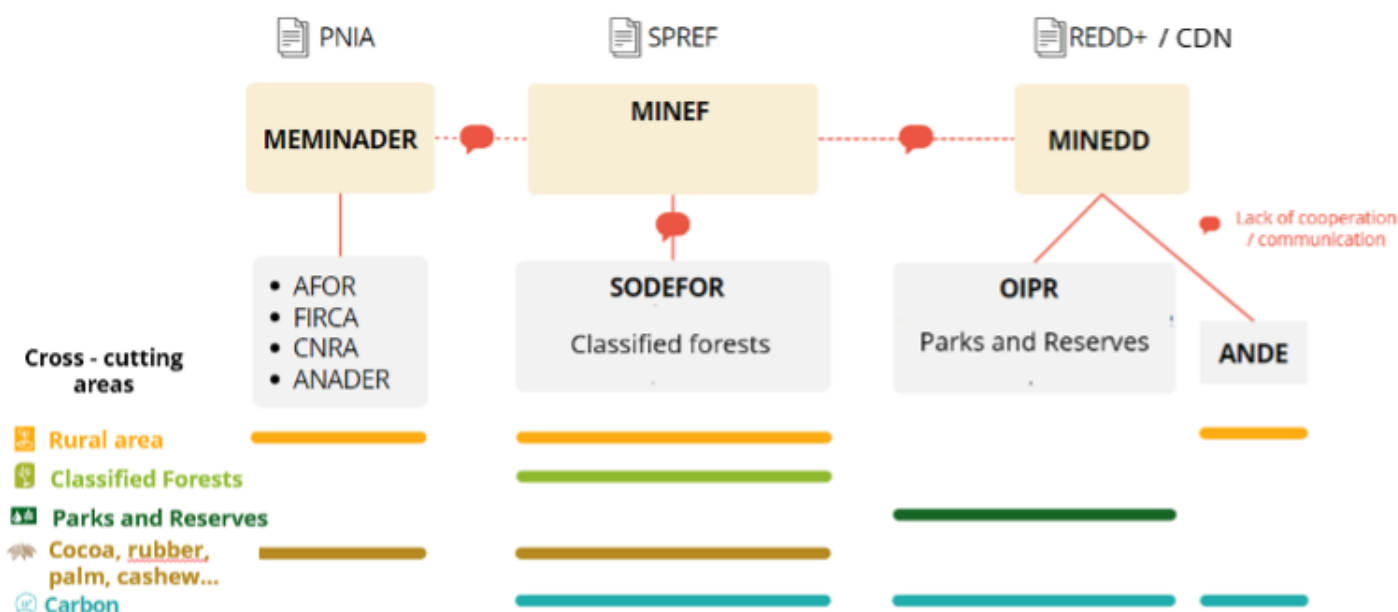 PNIA
SPREF
REDD+ / CDN
MEMINADER
MINEF
MINEDD
Lack of cooperation
/ communication
• AFOR
• FIRCA
• CNRA
• ANADER
SODEFOR
Classified forests
OIPR
Parks and Reserves
ANDE
Cross - cutting
areas
Rural area
Classified Forests
Parks and Reserves
Cocoa, rubber,
palm, cashew...
Carbon